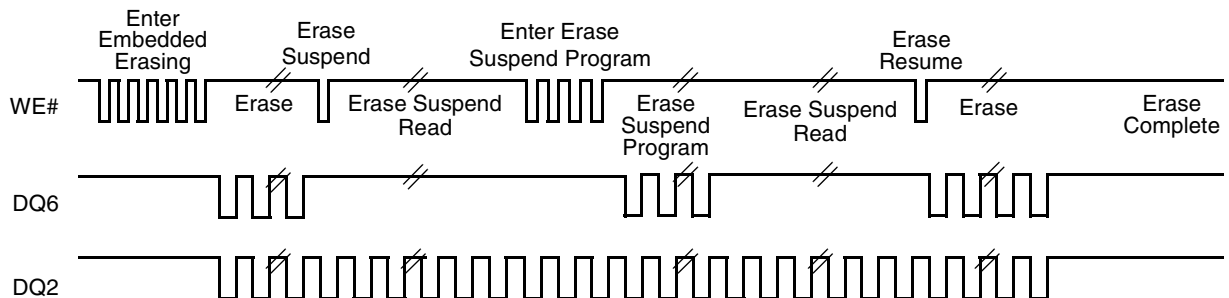 Enter
Embedded
Erasing
Erase
Suspend
Enter Erase
Suspend Program
Erase
Resume
WE#
Erase
Erase Suspend
Read
Erase
Suspend
Program
Erase Suspend
Read
Erase
Erase
Complete
DQ6
DQ2